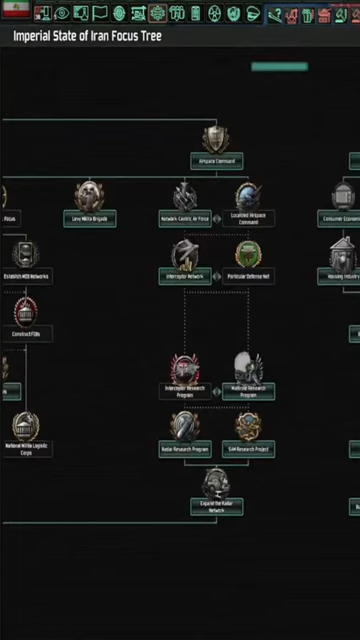 Imperial State of Iran Focus Tree
Airspace Command
Levy Militia Brigade
Network-Centric Air Force
Localized Airspace
Command
Consumer Economi
Focus
Establish MOB Networks
Interceptor Network
Particular Defense Net
Housing Industry
Construct FOBs
Interceptor Research
Program
Research
Program
National Militia Logistic
Corps
Radar Research Program
SAM Research Project
Expand the Radar
Network